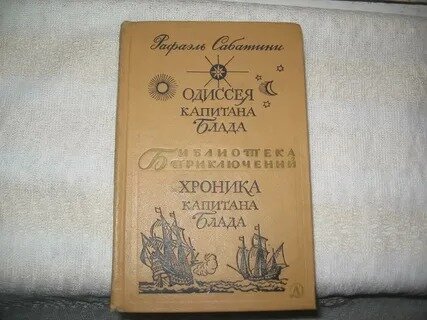 Рафаэль Сабатини
ОДИССЕЯ
КАПИТАНА
БЛАДА
БИБЛИОТЕКА
ПРИКЛЮЧЕНИЙ
ХРОНИКА
КАПИТАНА
БЛАДА